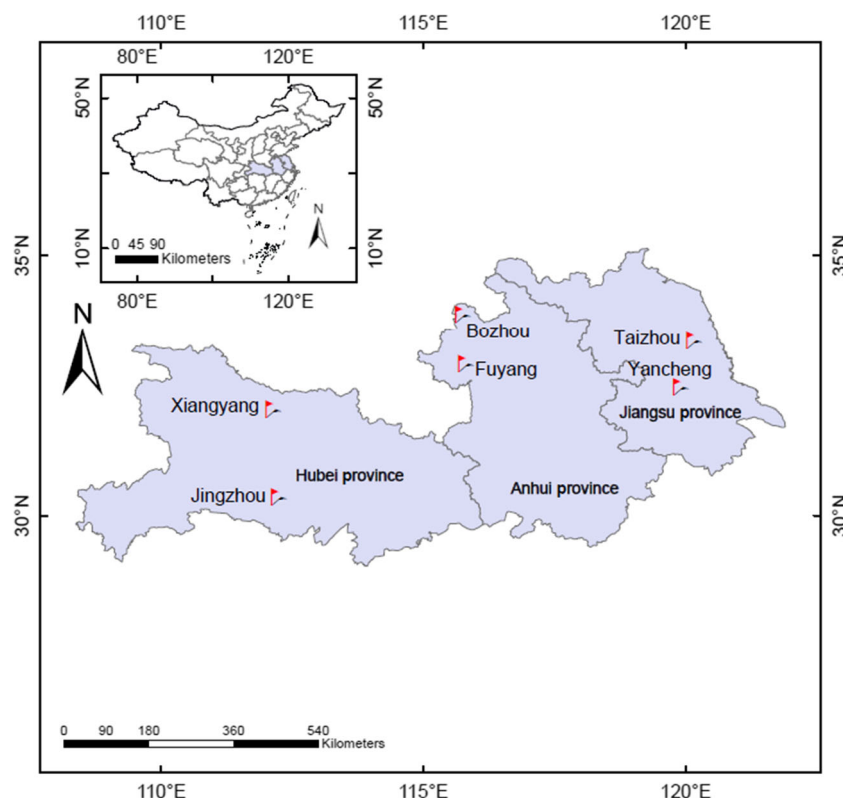 110°E 115°E 120°E
80°E 120°E
50°N 50°N
10°N 10°N
N
0 45 90
Kilometers
80°E 120°E
35°N 35°N
N
Bozhou
Taizhou
Fuyang
Yancheng
Xiangyang
Jiangsu province
Hubei province
Jingzhou
Anhui province
30°N 30°N
0 90 180 360 540
Kilometers
110°E 115°E 120°E